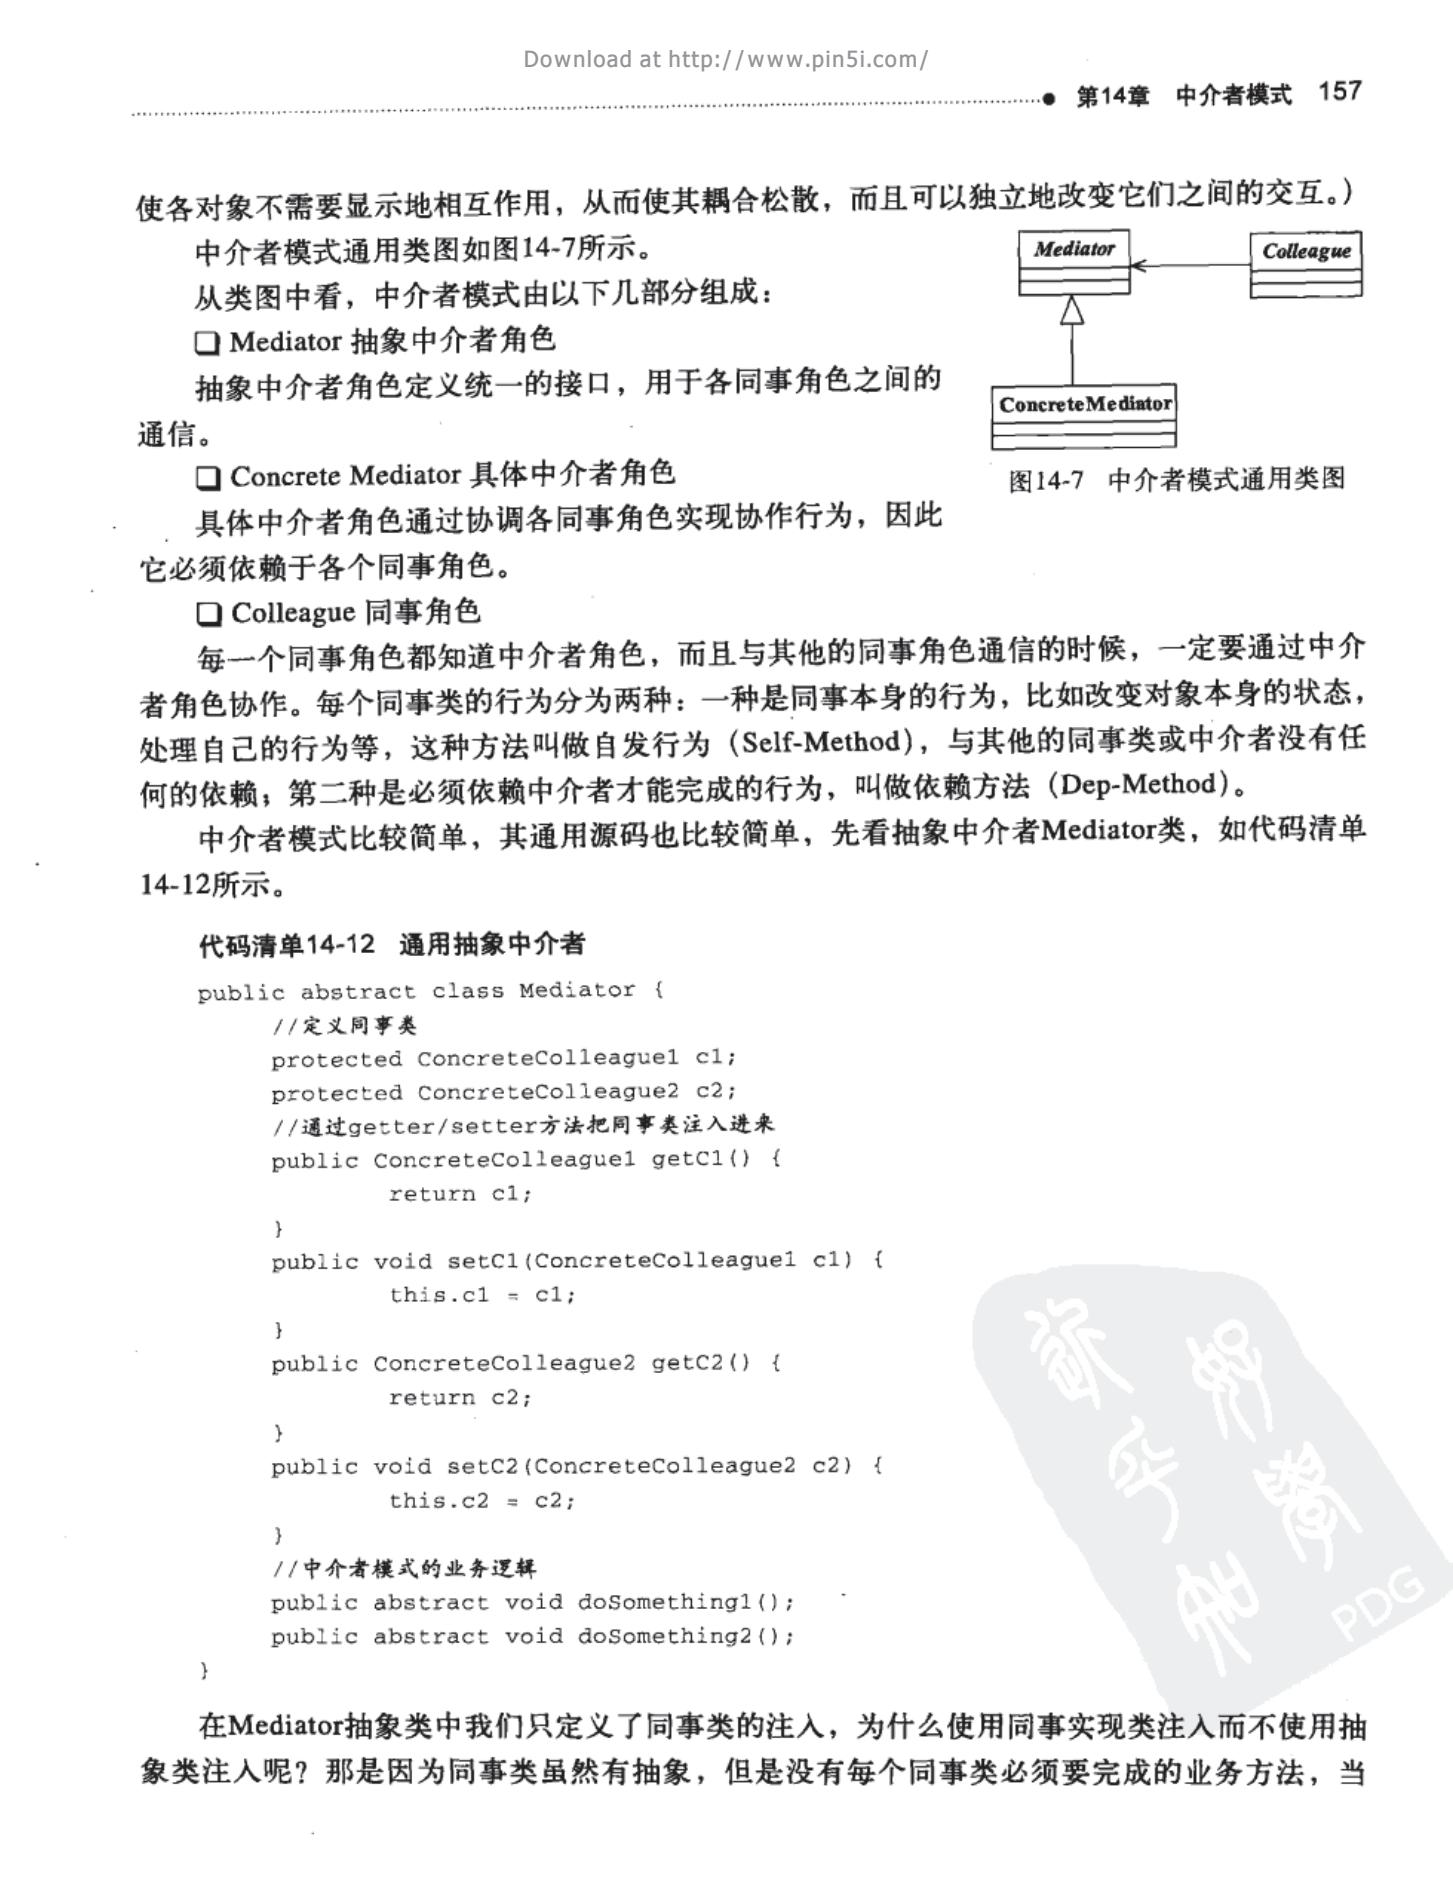 Download at http://www.pin5i.com/
第14章 中介者模式 157
使各对象不需要显示地相互作用，从而使其耦合松散，而且可以独立地改变它们之间的交互。）
中介者模式通用类图如图14-7所示。
从类图中看，中介者模式由以下几部分组成：
❑ Mediator 抽象中介者角色
抽象中介者角色定义统一的接口，用于各同事角色之间的
通信。
❑ Concrete Mediator 具体中介者角色
具体中介者角色通过协调各同事角色实现协作行为，因此
它必须依赖于各个同事角色。
Mediator
Colleague
ConcreteMediator
图14-7 中介者模式通用类图
❑ Colleague 同事角色
每一个同事角色都知道中介者角色，而且与其他的同事角色通信的时候，一定要通过中介
者角色协作。每个同事类的行为分为两种：一种是同事本身的行为，比如改变对象本身的状态，
处理自己的行为等，这种方法叫做自发行为（Self-Method），与其他的同事类或中介者没有任
何的依赖；第二种是必须依赖中介者才能完成的行为，叫做依赖方法（Dep-Method）。
中介者模式比较简单，其通用源码也比较简单，先看抽象中介者Mediator类，如代码清单
14-12所示。
代码清单14-12 通用抽象中介者
public abstract class Mediator {
//定义同事类
protected ConcreteColleague1 c1;
protected ConcreteColleague2 c2;
//通过getter/setter方法把同事类注入进来
public ConcreteColleague1 getC1() {
return c1;
}
public void setC1(ConcreteColleague1 c1) {
this.c1 = c1;
}
public ConcreteColleague2 getC2() {
return c2;
}
public void setC2(ConcreteColleague2 c2) {
this.c2 = c2;
}
//中介者模式的业务逻辑
public abstract void doSomething1();
public abstract void doSomething2();
}
PDG
在Mediator抽象类中我们只定义了同事类的注入，为什么使用同事实现类注入而不使用抽
象类注入呢？那是因为同事类虽然有抽象，但是没有每个同事类必须要完成的业务方法，当